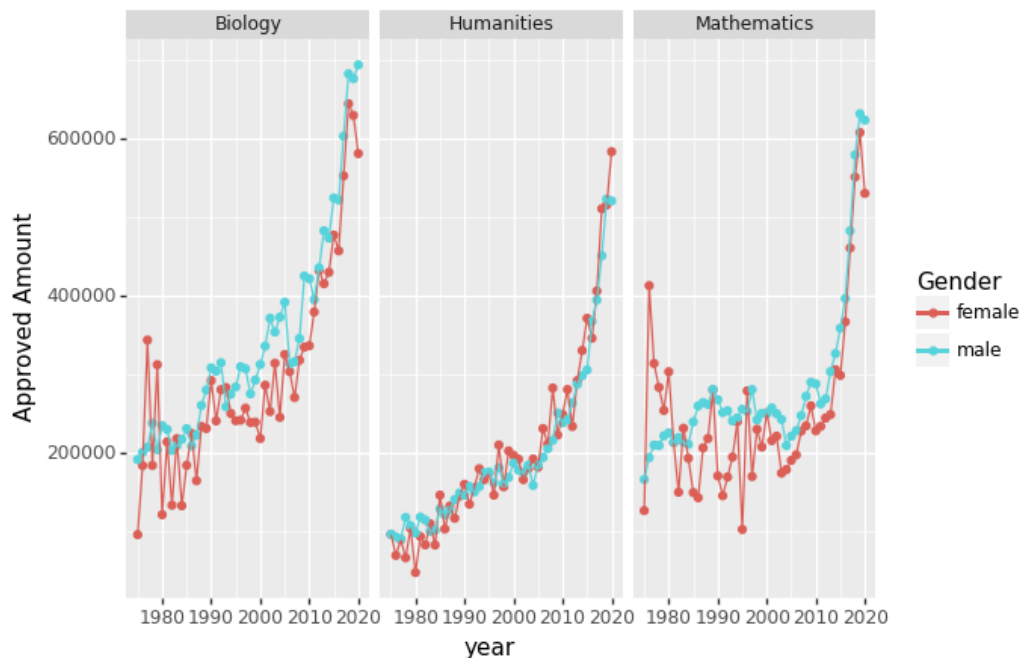 Biology
Humanities
Mathematics
600000
400000
200000
Approved Amount
1980 1990 2000 2010 2020
1980 1990 2000 2010 2020
1980 1990 2000 2010 2020
year
Gender
female
male